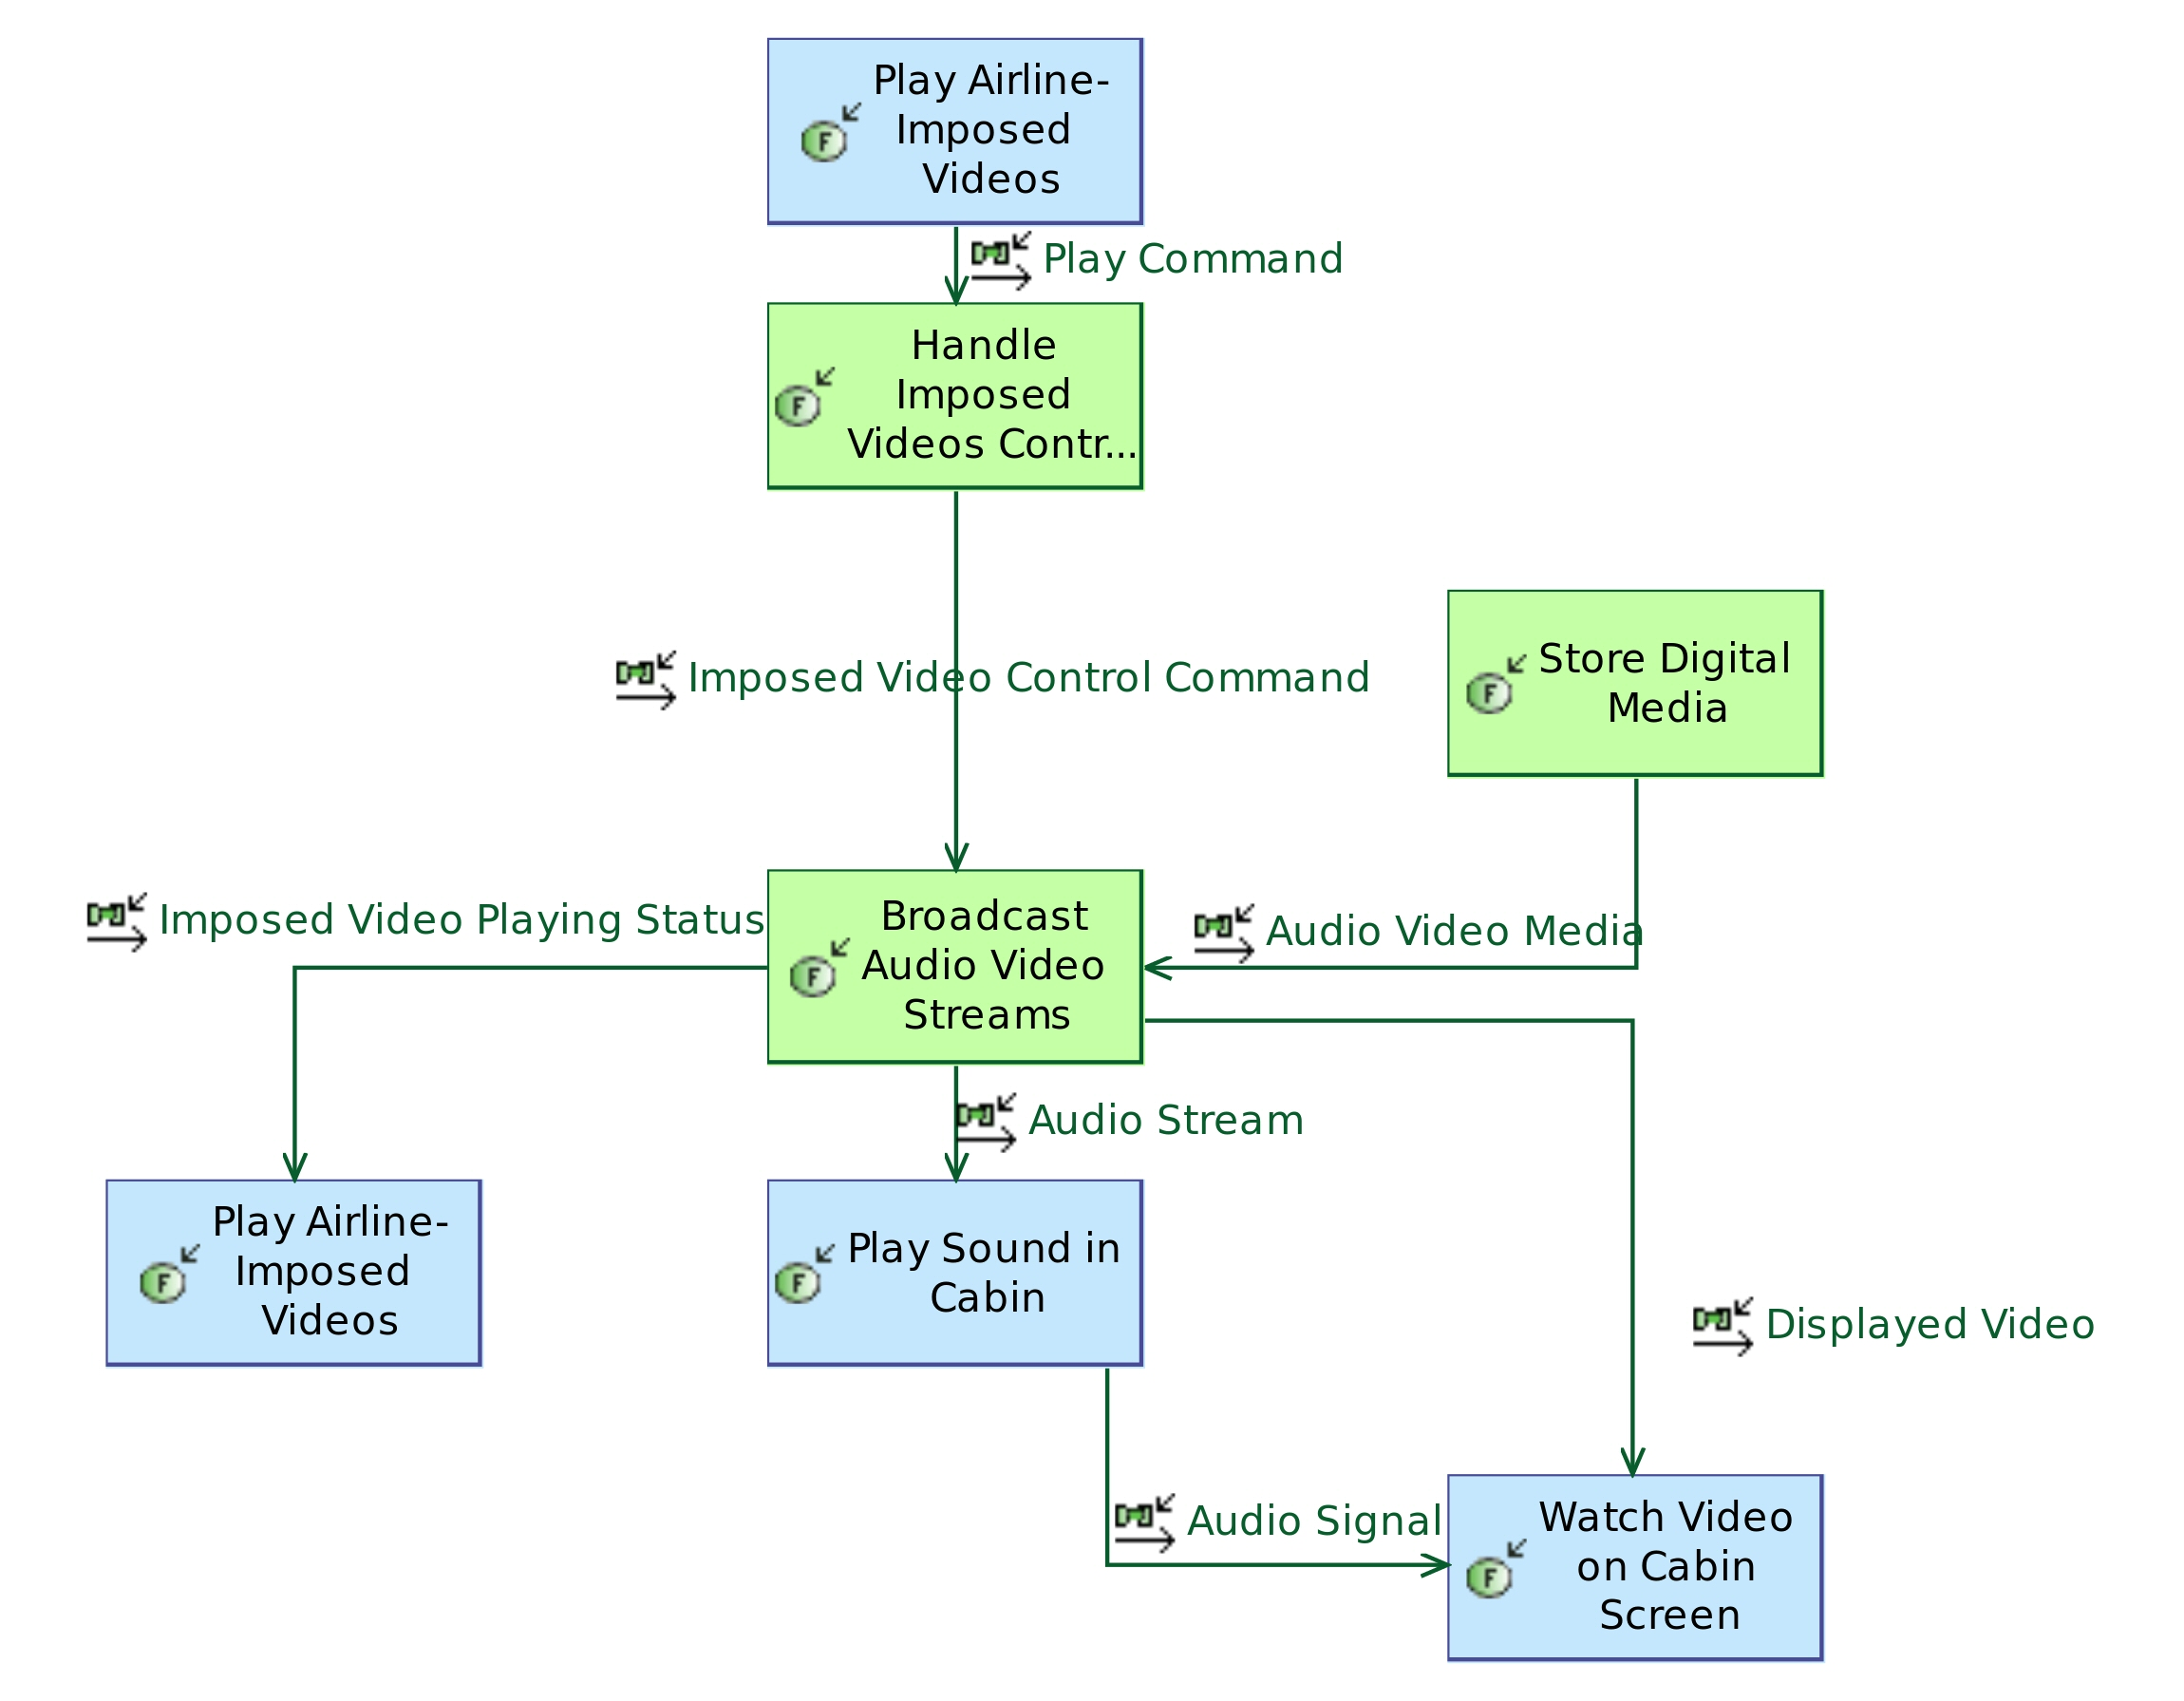 Play Airline-
Imposed
Videos
Play Command
Handle
Imposed
Videos Contr...
Imposed Video Control Command
Store Digital
Media
Imposed Video Playing Status
Broadcast
Audio Video
Streams
Audio Video Media
Audio Stream
Play Airline-
Imposed
Videos
Play Sound in
Cabin
Displayed Video
Audio Signal
Watch Video
on Cabin
Screen
F
F
F
F
F
F
F